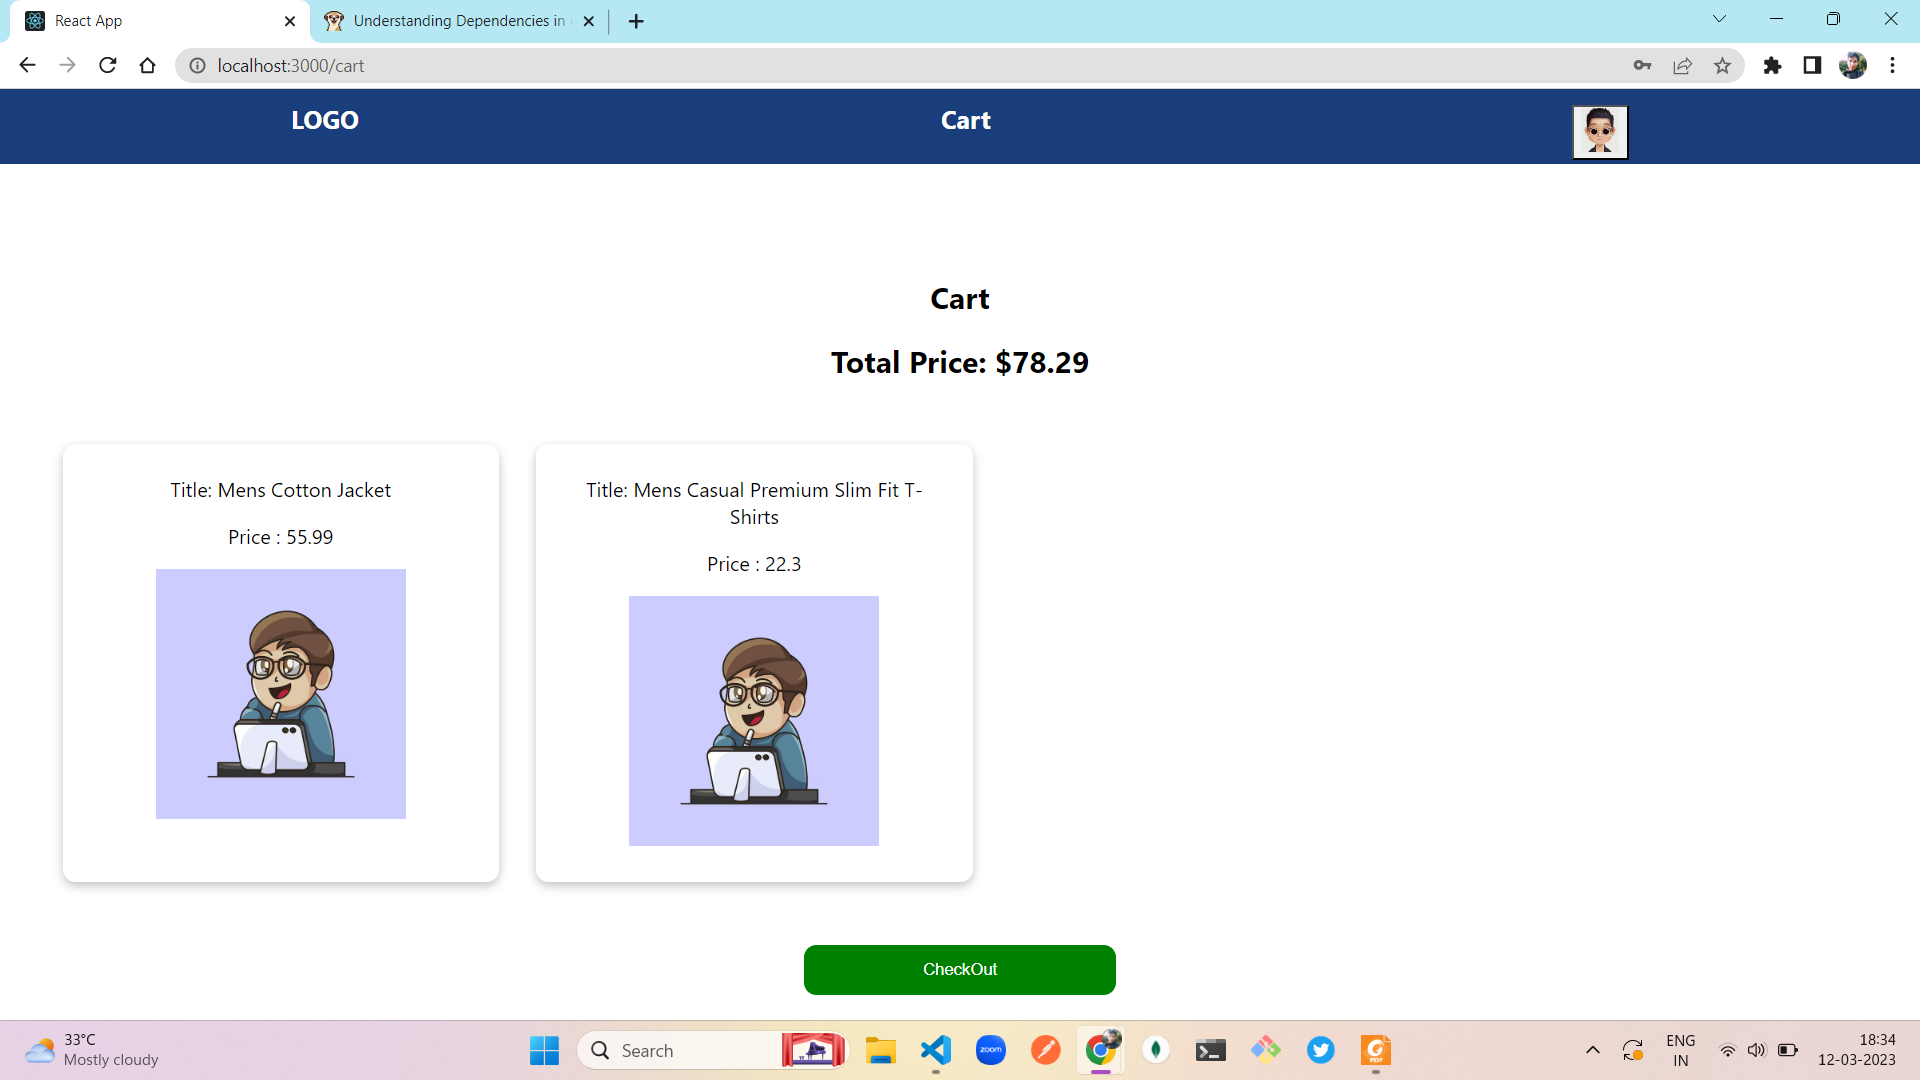 React App
Understanding Dependencies in
localhost:3000/cart
LOGO
Cart
Cart
Total Price: $78.29
Title: Mens Cotton Jacket
Price : 55.99
Title: Mens Casual Premium Slim Fit T-
Shirts
Price : 22.3
CheckOut
33°C
Mostly cloudy
Search
zoom
PDF
ENG
IN
18:34
12-03-2023